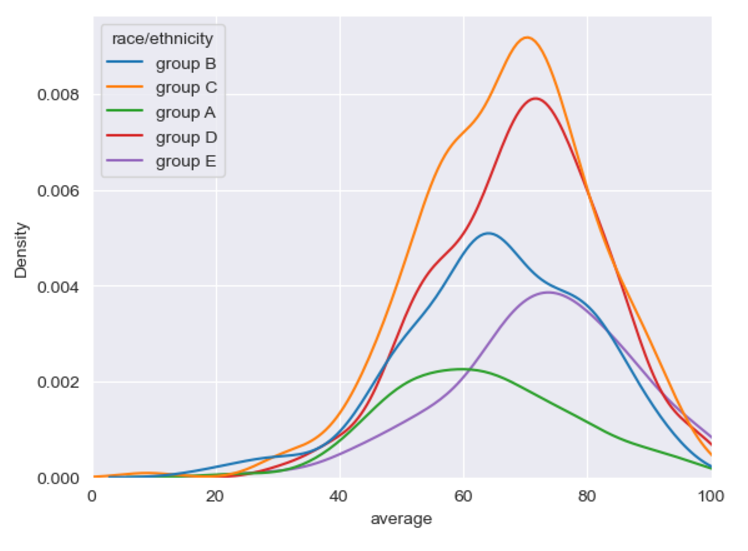 race/ethnicity
group B
group C
group A
group D
group E
0.008
0.006
0.004
0.002
0.000
Density
0 20 40 60 80 100
average